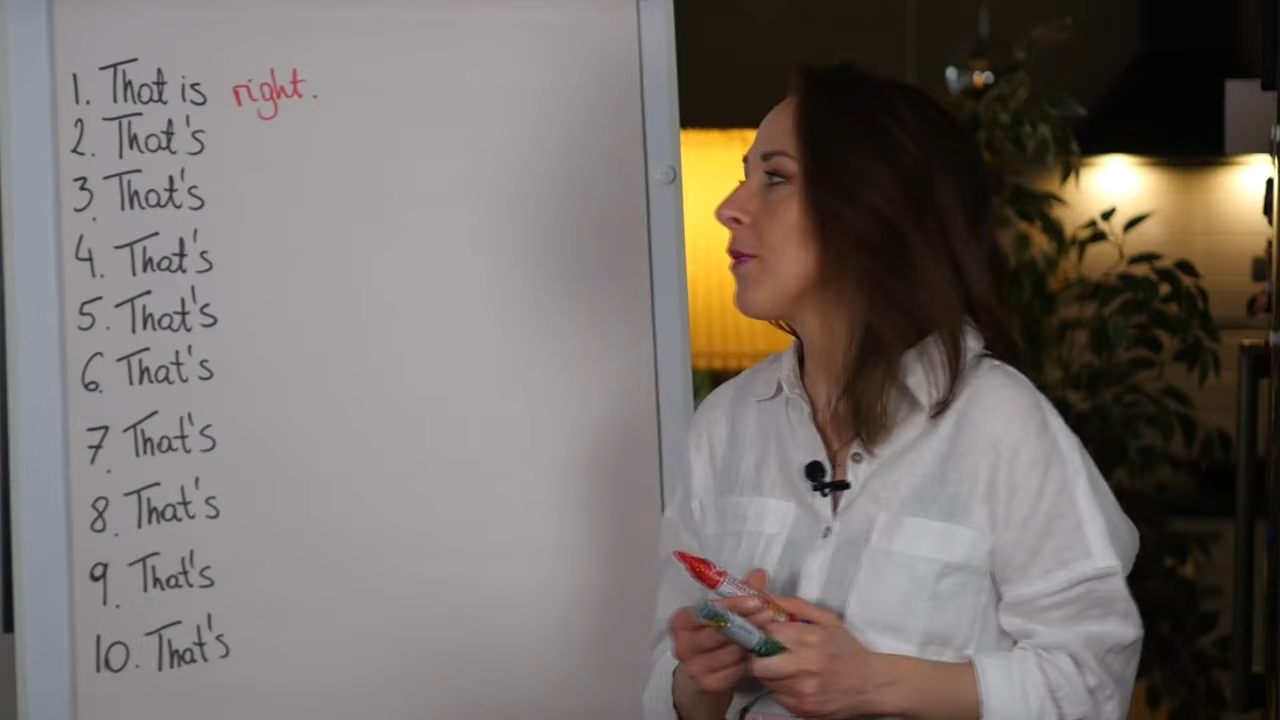 1. That is right.
2. That's
3. That's
4. That's
5. That's
6. That's
7. That's
8. That's
9. That's
10. That's